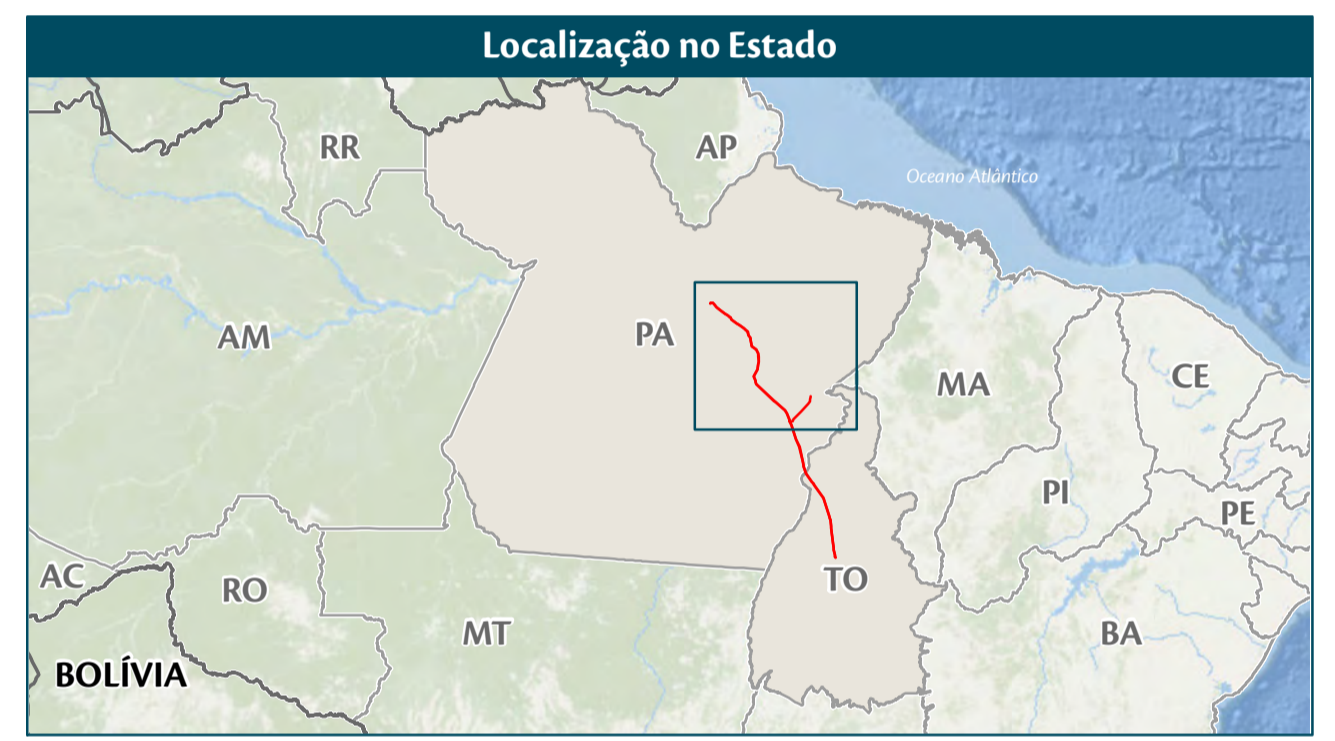 Localização no Estado
RR
AP
Oceano Atlântico
AM
PA
MA
CE
PI
PE
AC
RO
TO
MT
BA
BOLÍVIA